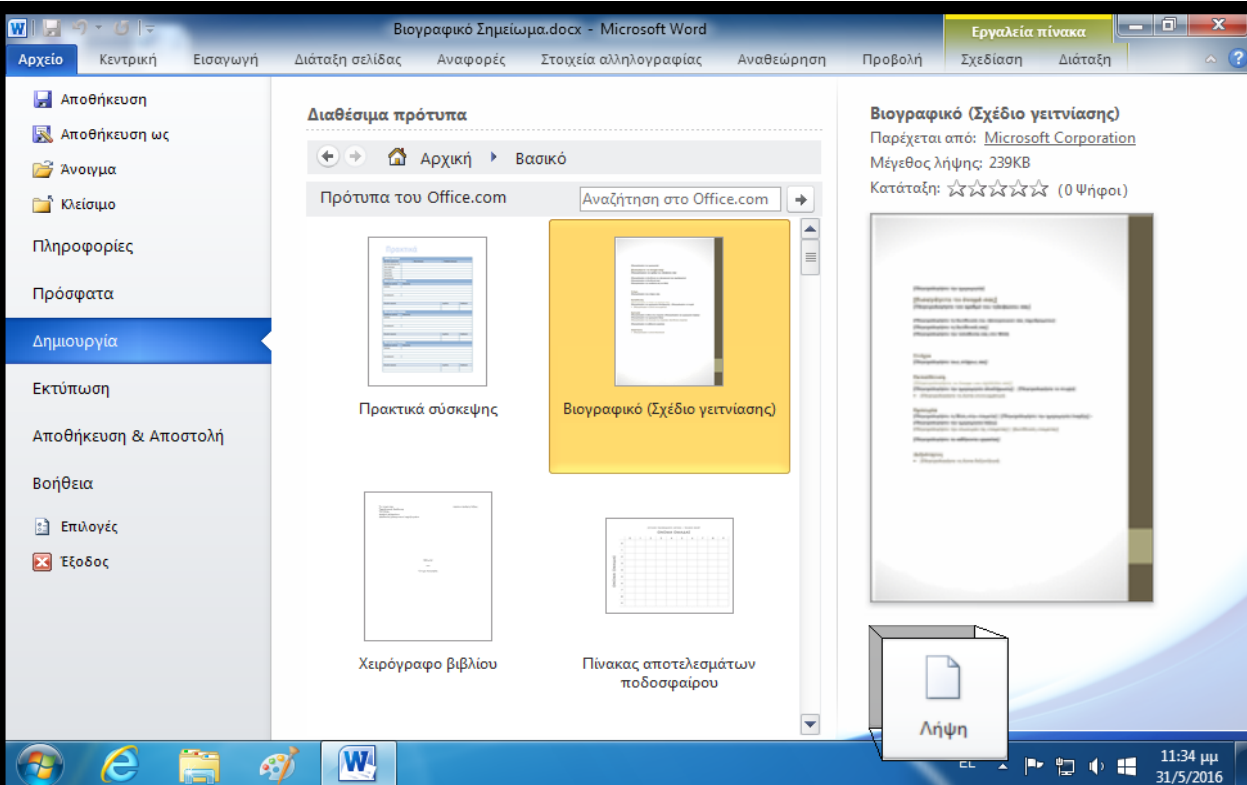 Βιογραφικό Σημείωμα.docx - Microsoft Word
Εργαλεία πίνακα
Αρχείο Κεντρική Εισαγωγή Διάταξη σελίδας Αναφορές Στοιχεία αλληλογραφίας Αναθεώρηση Προβολή Σχεδίαση Διάταξη
Αποθήκευση
Αποθήκευση ως
Άνοιγμα
Κλείσιμο
Πληροφορίες
Πρόσφατα
Δημιουργία
Εκτύπωση
Αποθήκευση & Αποστολή
Βοήθεια
Επιλογές
Έξοδος
Διαθέσιμα πρότυπα
Αρχική Βασικό
Πρότυπα του Office.com Αναζήτηση στο Office.com
Πρακτικά
Πρακτικά σύσκεψης
Βιογραφικό (Σχέδιο γειτνίασης)
Χειρόγραφο βιβλίου
Πίνακας αποτελεσμάτων
ποδοσφαίρου
Βιογραφικό (Σχέδιο γειτνίασης)
Παρέχεται από: Microsoft Corporation
Μέγεθος λήψης: 239KB
Κατάταξη: (0 Ψήφοι)
Λήψη
EL
11:34 μμ
31/5/2016